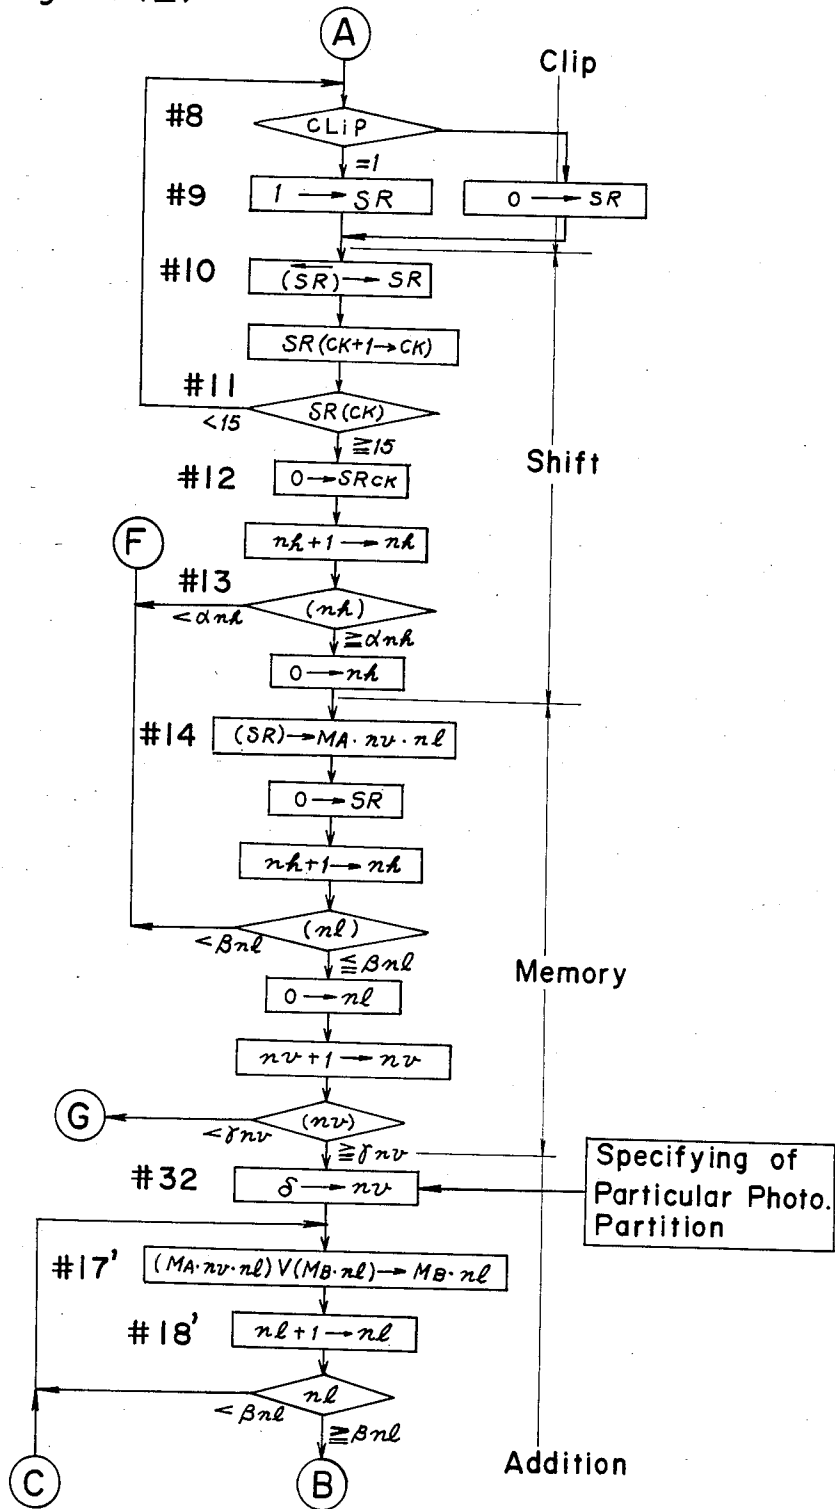 A
Clip
#8
CLiP
=1
#9
1 → SR
0 → SR
#10
(SR) → SR
SR(CK+1→CK)
#11
SR(CK)
<15
≧15
Shift
#12
0→SRCK
nh+1→nh
F
#13
(nh)
<αnh
≧αnh
0→nh
#14
(SR)→MA·nv·nl
0→SR
nh+1→nh
(nl)
<βnl
≦βnl
Memory
0→nl
nv+1→nv
G
(nv)
<γnv
≧γnv
#32
δ→nv
Specifying of
Particular Photo.
Partition
#17'
(MA·nv·nl)V(MB·nl)→MB·nl
#18'
nl+1→nl
nl
<βnl
≧βnl
C
B
Addition